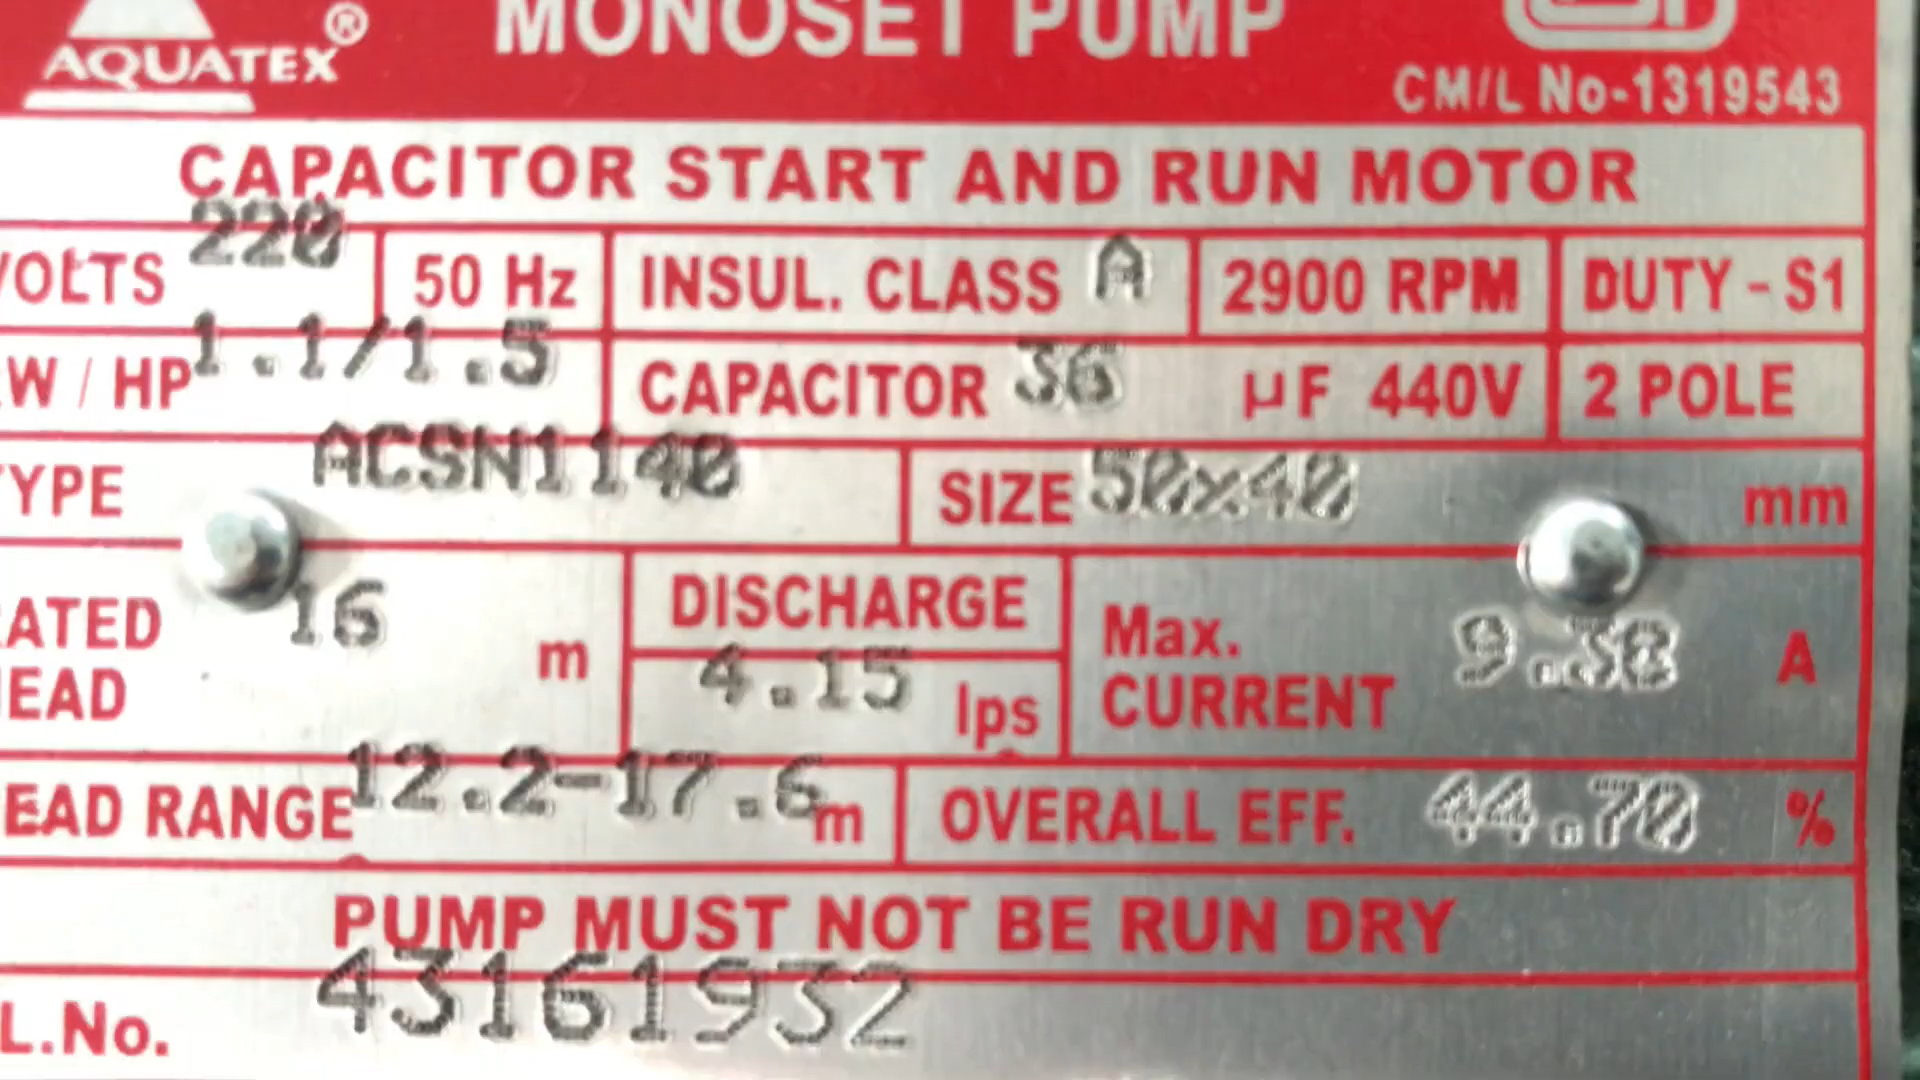 AQUATEX® MONOSET PUMP
CM/L No-1319543
CAPACITOR START AND RUN MOTOR
VOLTS 220 50 Hz INSUL. CLASS A 2900 RPM DUTY - S1
W / HP 1.1/1.5 CAPACITOR 36 µF 440V 2 POLE
TYPE ACSN1140 SIZE 50x40 mm
RATED HEAD 16 m DISCHARGE 4.15 lps Max. CURRENT 9.38 A
EAD RANGE 12.2-17.6 m OVERALL EFF. 44.70 %
PUMP MUST NOT BE RUN DRY
L.No. 43161932